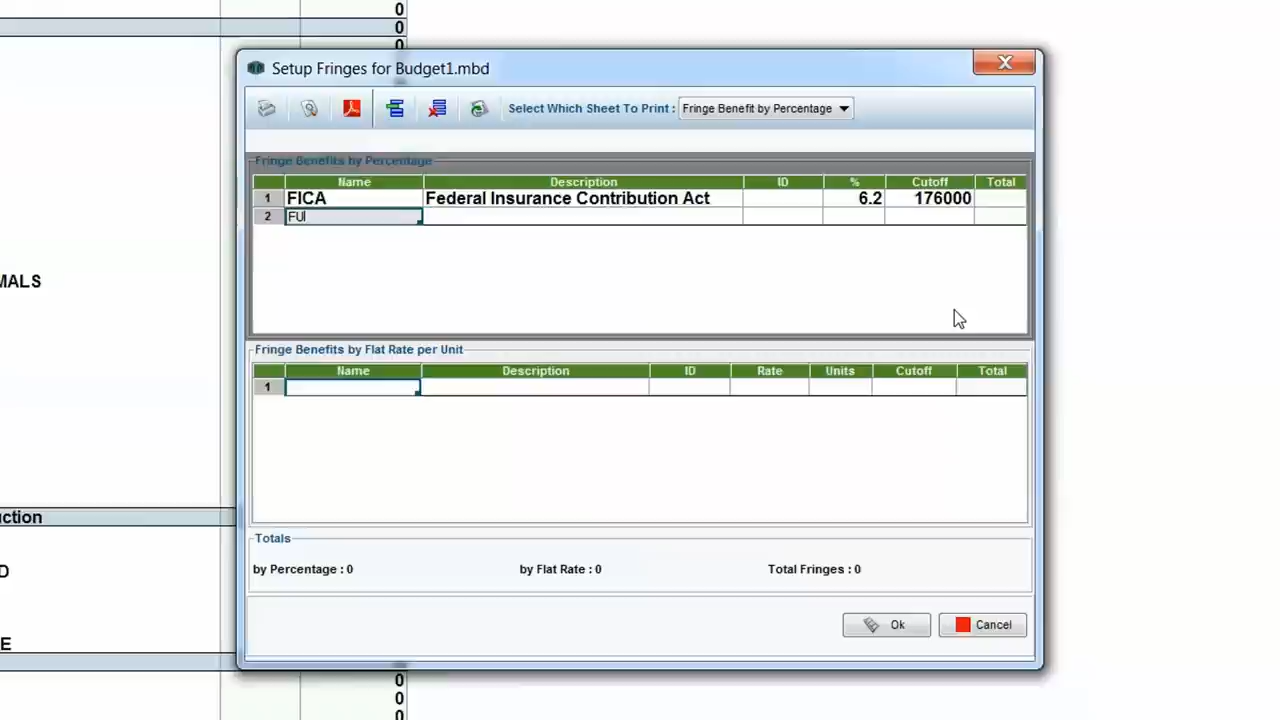 0
0
0
Setup Fringes for Budget1.mbd
Select Which Sheet To Print : Fringe Benefit by Percentage
Fringe Benefits by Percentage
Name Description ID % Cutoff Total
1 FICA Federal Insurance Contribution Act 6.2 176000
2 FUI
MALS
Fringe Benefits by Flat Rate per Unit
Name Description ID Rate Units Cutoff Total
1
uction
Totals
by Percentage : 0 by Flat Rate : 0 Total Fringes : 0
D
Ok Cancel
E
0
0
0